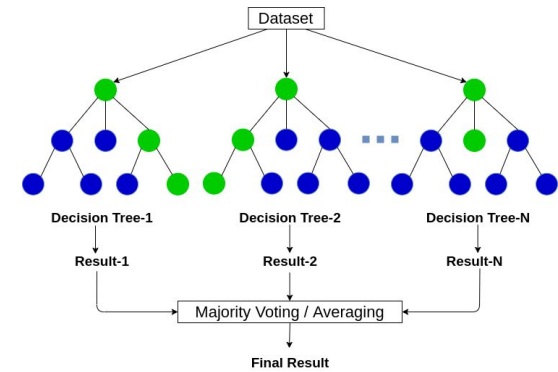 Dataset
Decision Tree-1
Decision Tree-2
Decision Tree-N
Result-1
Result-2
Result-N
Majority Voting / Averaging
Final Result